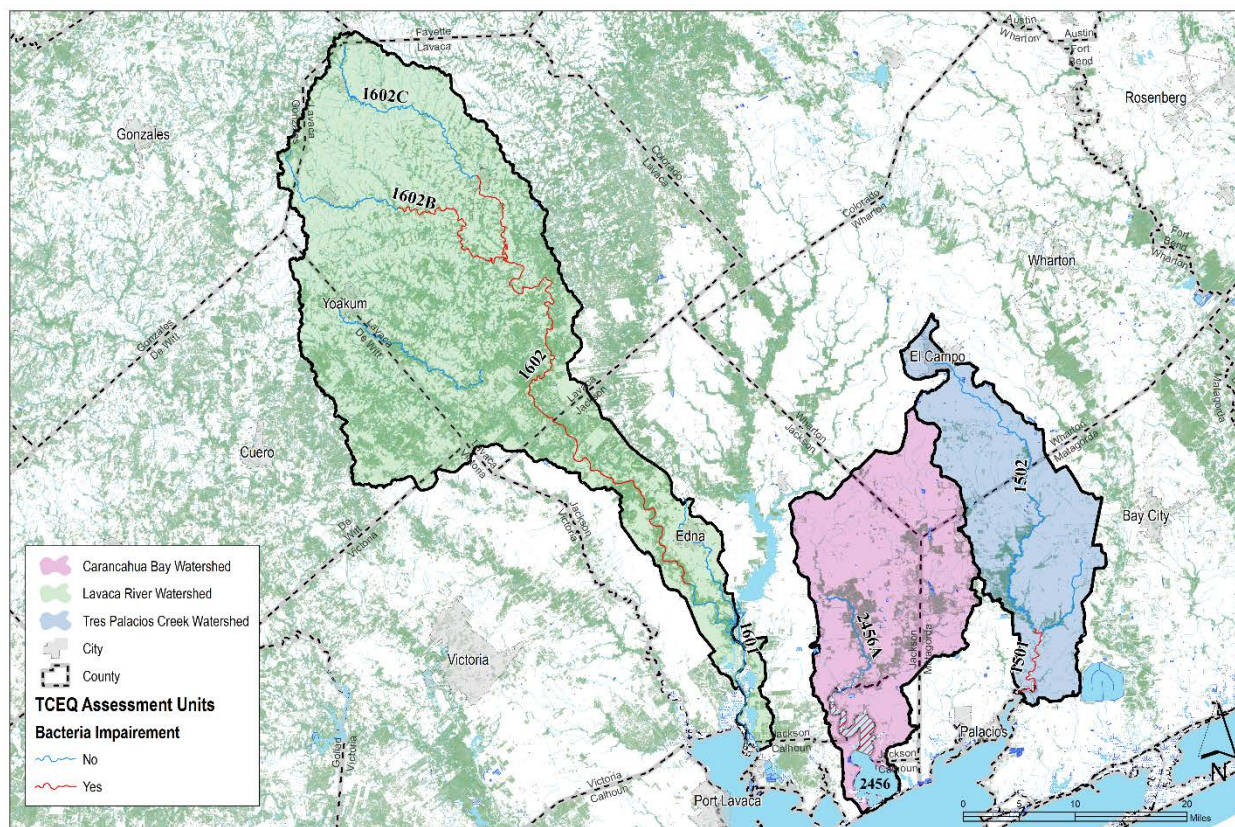 Fayette
Lavaca
Austin
Wharton
Austin
Fort
Bend
Rosenberg
Gonzales
Gonzales
Lavaca
1602C
Colorado
Lavaca
1602B
Colorado
Wharton
Fort
Bend
Wharton
Wharton
Matagorda
Yoakum
Lavaca
De Witt
Gonzales
De Witt
1602
Lavaca
Jackson
El Campo
Wharton
Jackson
Wharton
Matagorda
Cuero
Lavaca
Victoria
De Witt
Victoria
Jackson
Victoria
1502
Bay City
Edna
Carancahua Bay Watershed
Lavaca River Watershed
Tres Palacios Creek Watershed
City
County
TCEQ Assessment Units
Bacteria Impairment
No
Yes
Victoria
1601
2456A
Jackson
Matagorda
1501
Goliad
Victoria
Palacios
Jackson
Calhoun
Jackson
Calhoun
Victoria
Calhoun
2456
Port Lavaca
N
0 5 10 20
Miles